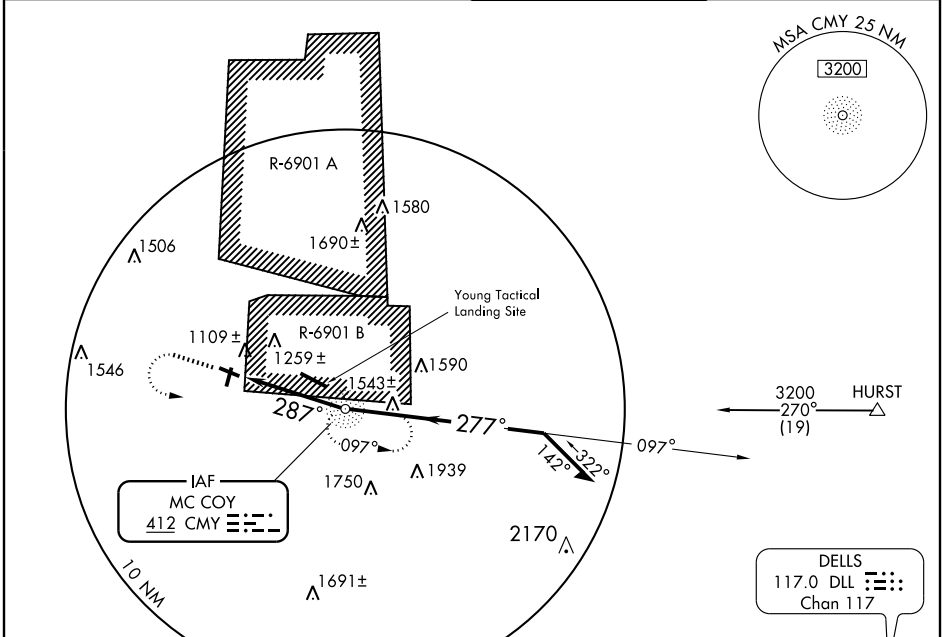 MSA CMY 25 NM
3200
R-6901 A
1580
1690±
1506
Young Tactical
Landing Site
R-6901 B
1109±
1259±
1590
1546
1543±
3200
HURST
270°
(19)
287°
277°
097°
097°
322°
142°
IAF
MC COY
412 CMY
1750
1939
2170
10 NM
1691±
DELLS
117.0 DLL
Chan 117